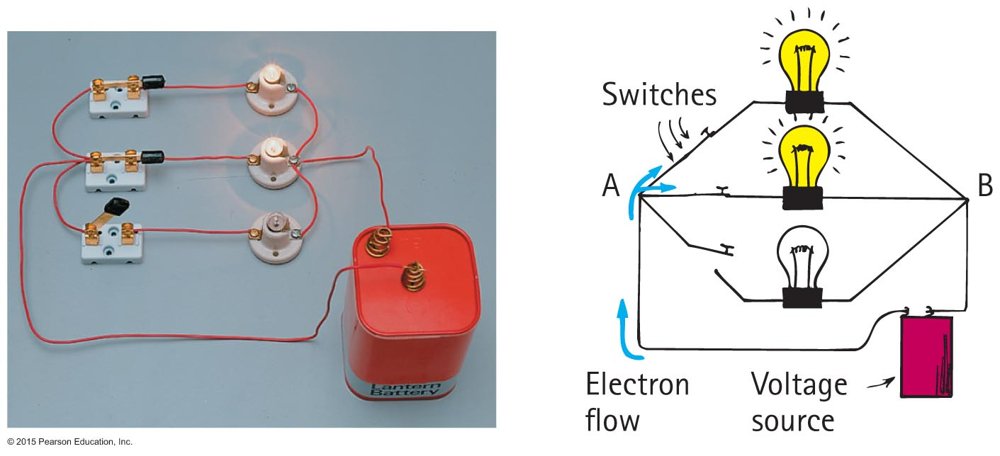 Lantern
Battery
© 2015 Pearson Education, Inc.
Switches
A
B
Electron
flow
Voltage
source